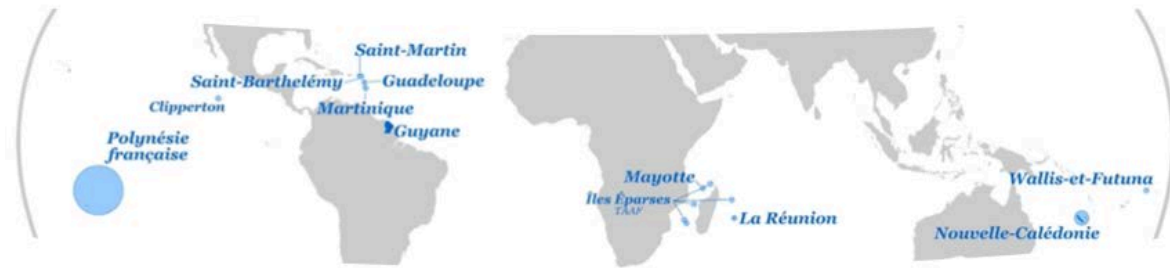 Saint-Martin
Saint-Barthelémy
Guadeloupe
Clipperton
Martinique
Guyane
Polynésie
française
Mayotte
Îles Éparses
TAAF
La Réunion
Wallis-et-Futuna
Nouvelle-Calédonie